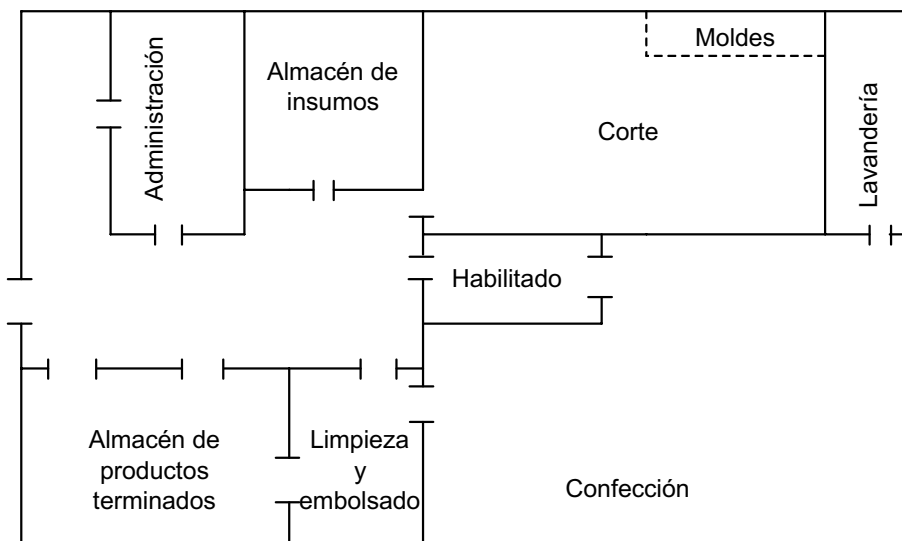 Administración
Almacén de
insumos
Moldes
Corte
Lavandería
Habilitado
Almacén de
productos
terminados
Limpieza
y
embolsado
Confección